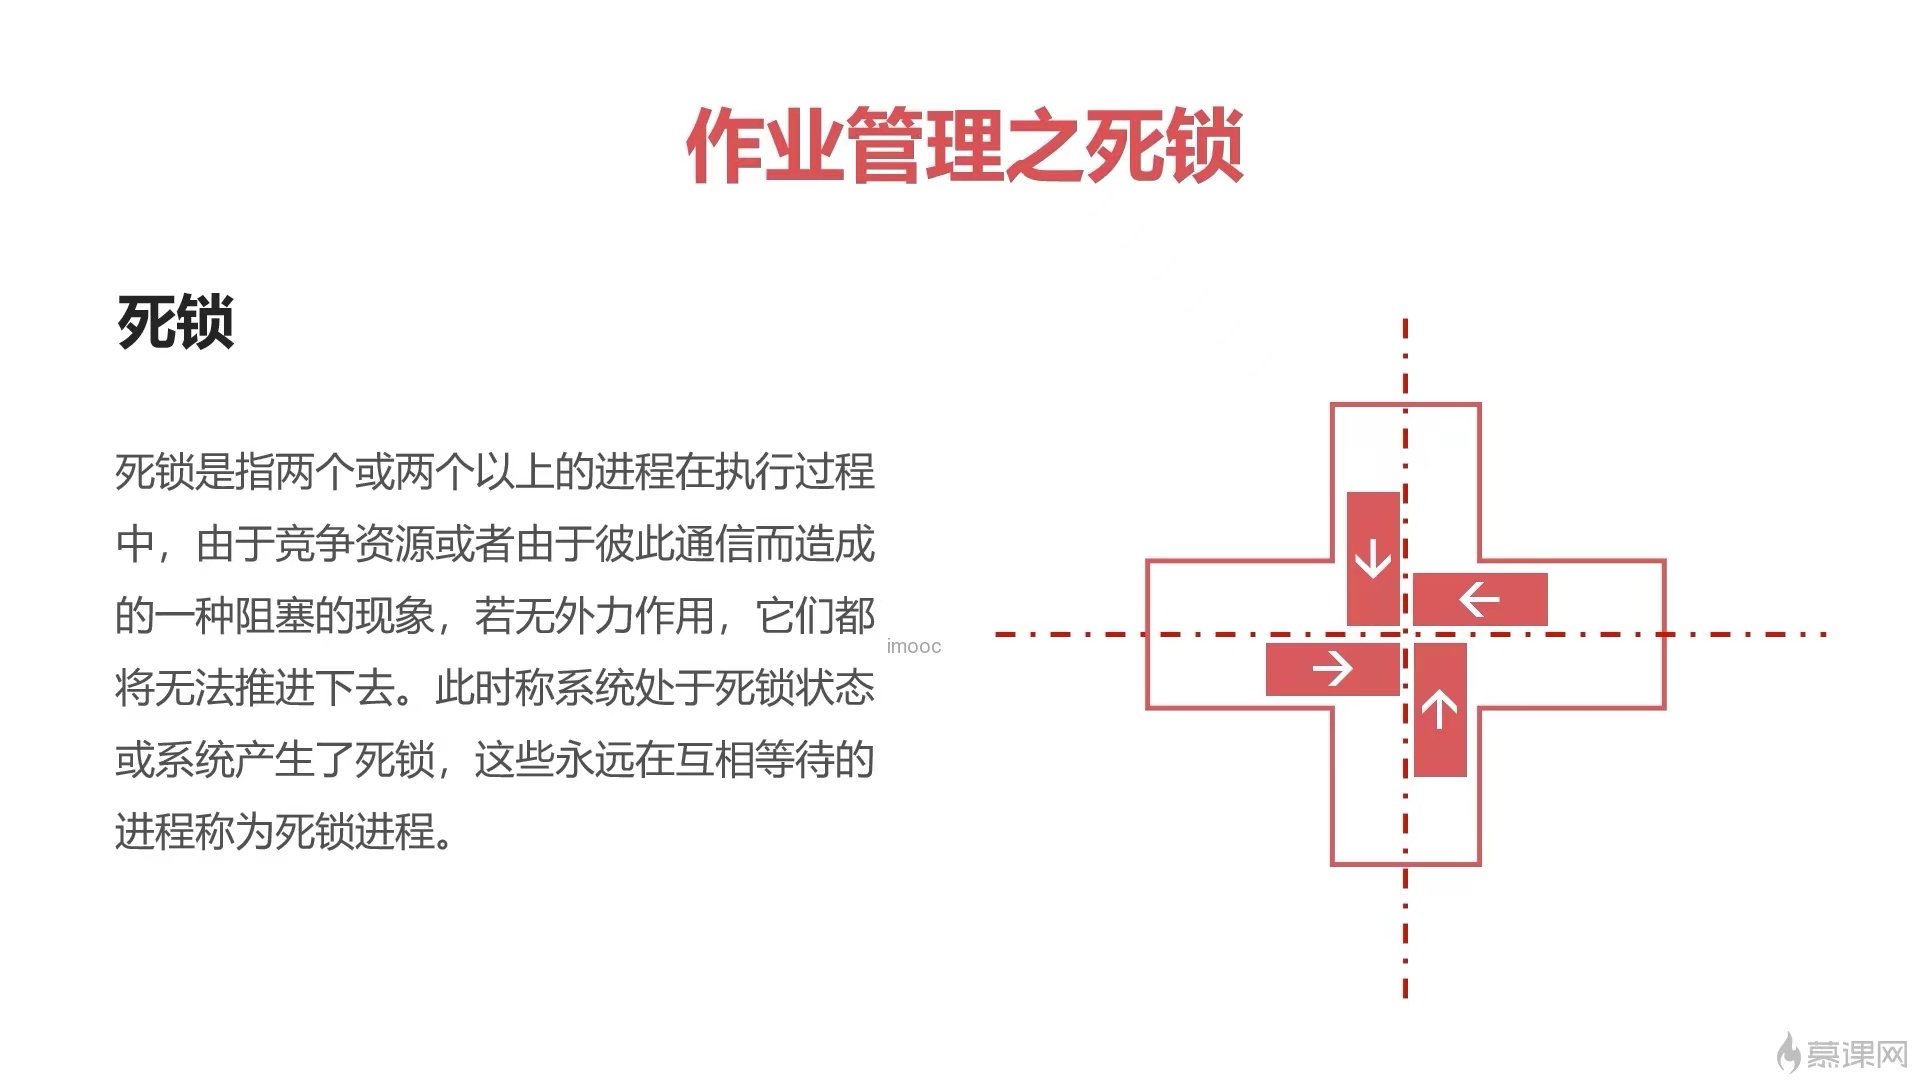 作业管理之死锁
死锁
死锁是指两个或两个以上的进程在执行过程
中，由于竞争资源或者由于彼此通信而造成
的一种阻塞的现象，若无外力作用，它们都
将无法推进下去。此时称系统处于死锁状态
或系统产生了死锁，这些永远在互相等待的
进程称为死锁进程。
imooc
慕课网